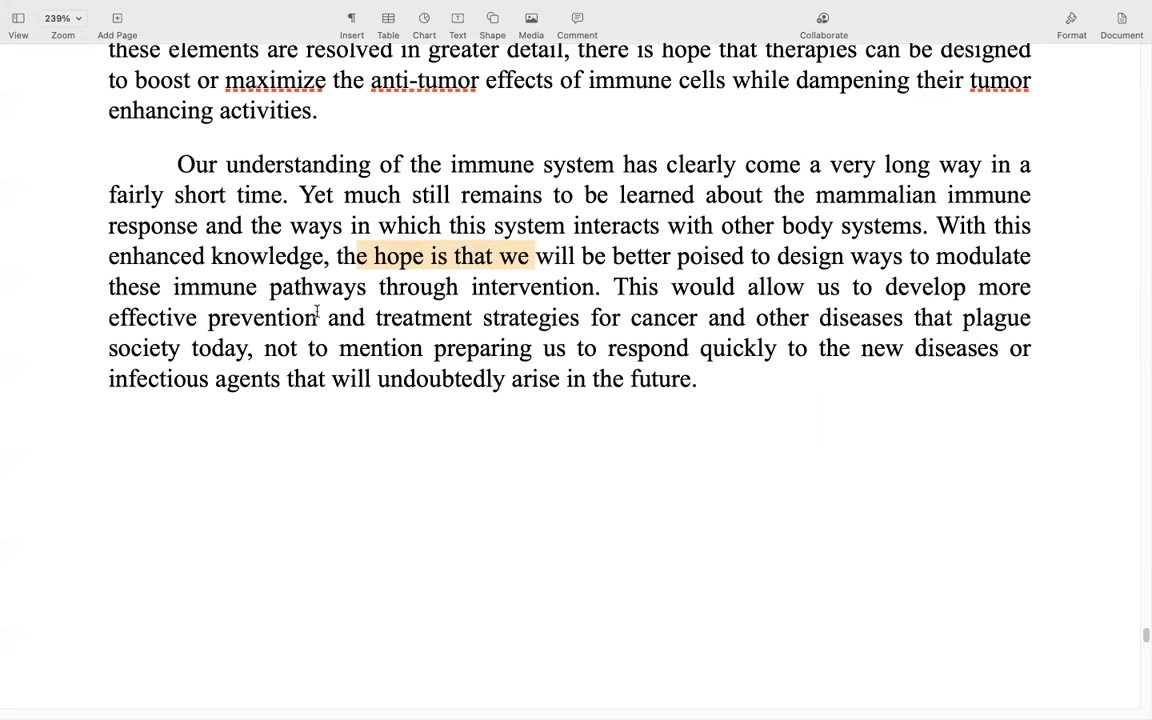 239%
View
Zoom
Add Page
Insert
Table
Chart
Text
Shape
Media
Comment
Collaborate
Format
Document
these elements are resolved in greater detail, there is hope that therapies can be designed
to boost or maximize the anti-tumor effects of immune cells while dampening their tumor
enhancing activities.
Our understanding of the immune system has clearly come a very long way in a
fairly short time. Yet much still remains to be learned about the mammalian immune
response and the ways in which this system interacts with other body systems. With this
enhanced knowledge, the hope is that we will be better poised to design ways to modulate
these immune pathways through intervention. This would allow us to develop more
effective prevention and treatment strategies for cancer and other diseases that plague
society today, not to mention preparing us to respond quickly to the new diseases or
infectious agents that will undoubtedly arise in the future.